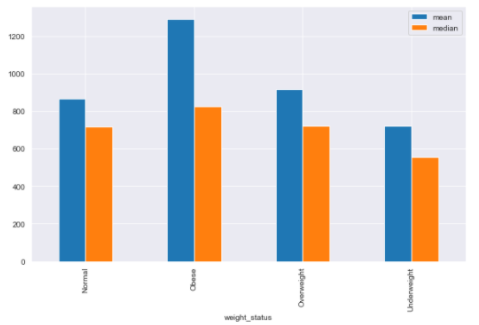 mean
median
1200
1000
800
600
400
200
0
Normal
Obese
Overweight
Underweight
weight_status